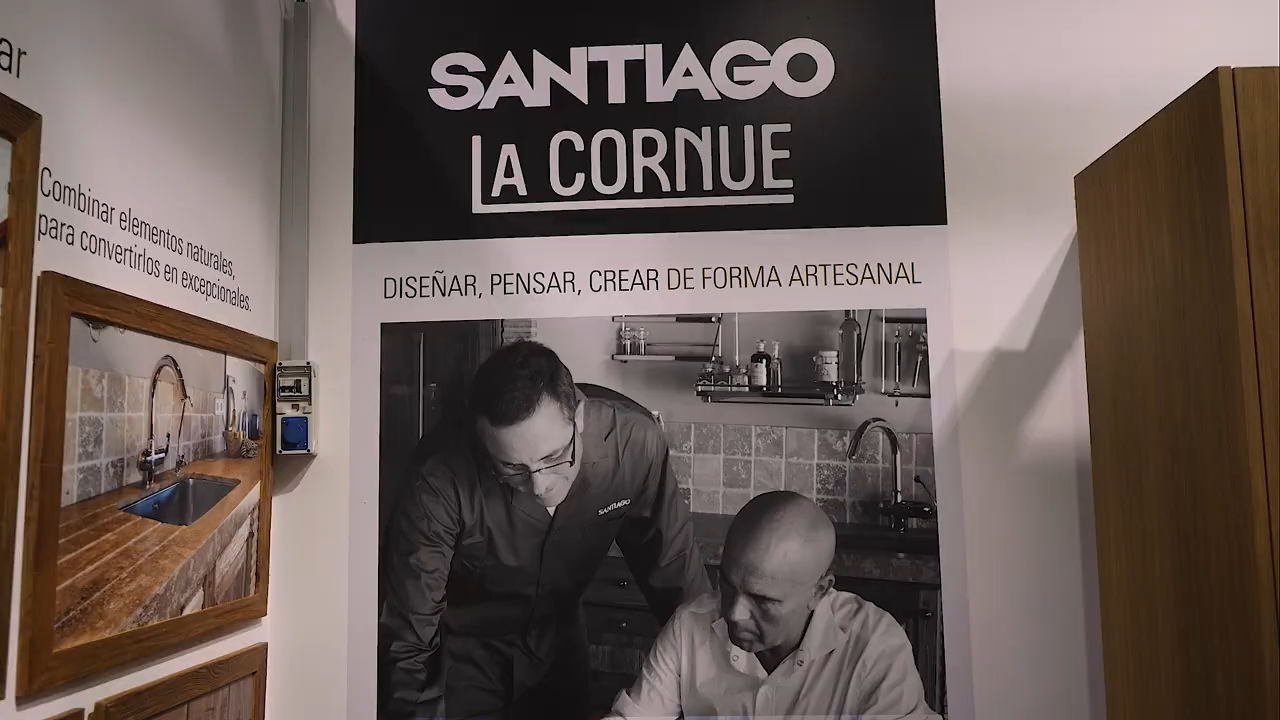 ar
SANTIAGO
LA CORNUE
Combinar elementos naturales,
para convertirlos en excepcionales.
DISEÑAR, PENSAR, CREAR DE FORMA ARTESANAL
SANTIAGO